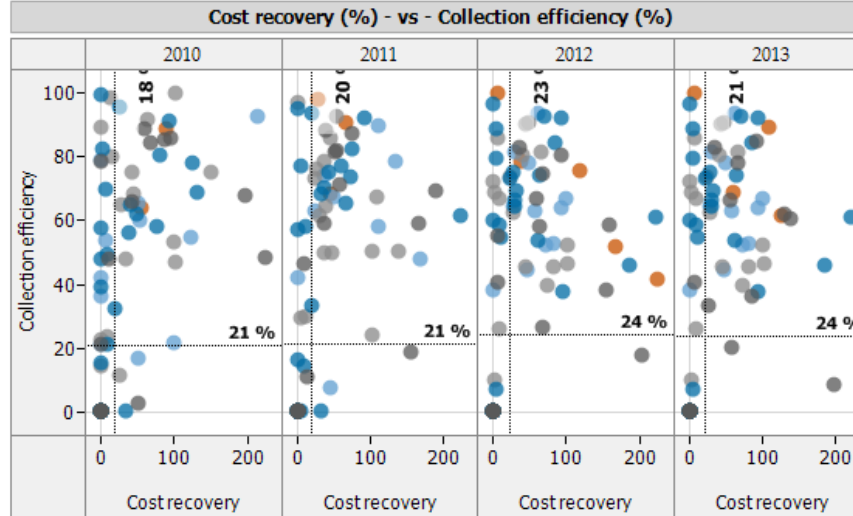 Cost recovery (%) - vs - Collection efficiency (%)
2010 2011 2012 2013
Collection efficiency
100
80
60
40
20
0
18
20
23
21
21 %
21 %
24 %
24 %
0 100 200 0 100 200 0 100 200 0 100 200
Cost recovery Cost recovery Cost recovery Cost recovery